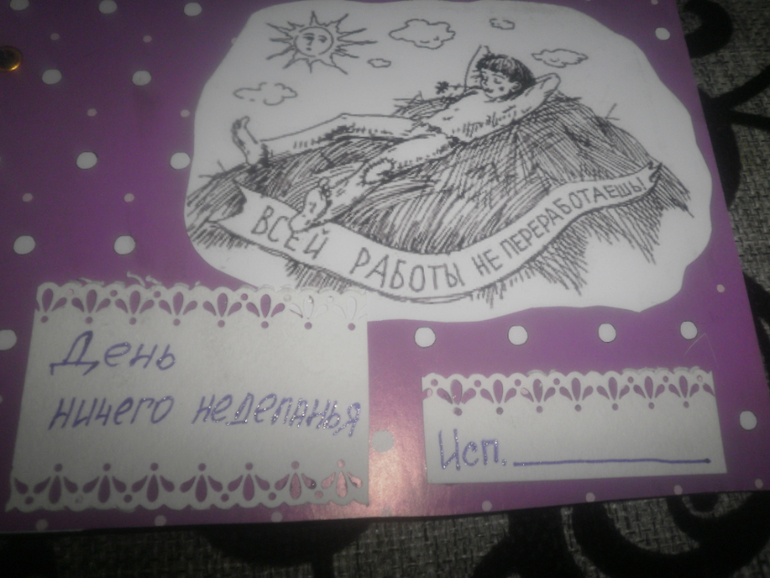 ВСЕЙ РАБОТЫ НЕ ПЕРЕРАБОТАЕШЬ!
День
ничего неделанья
Исп.